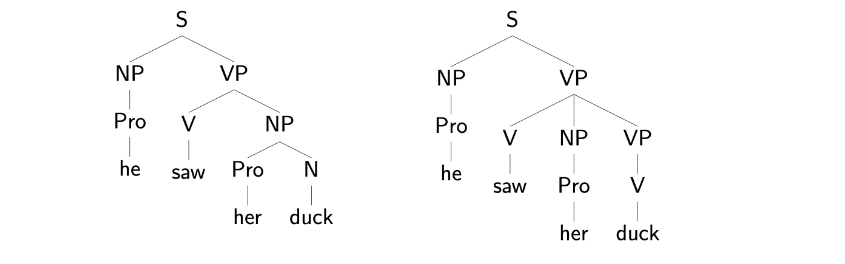 S S
NP VP NP VP
Pro V NP Pro V NP VP
he saw Pro N he saw Pro V
her duck her duck